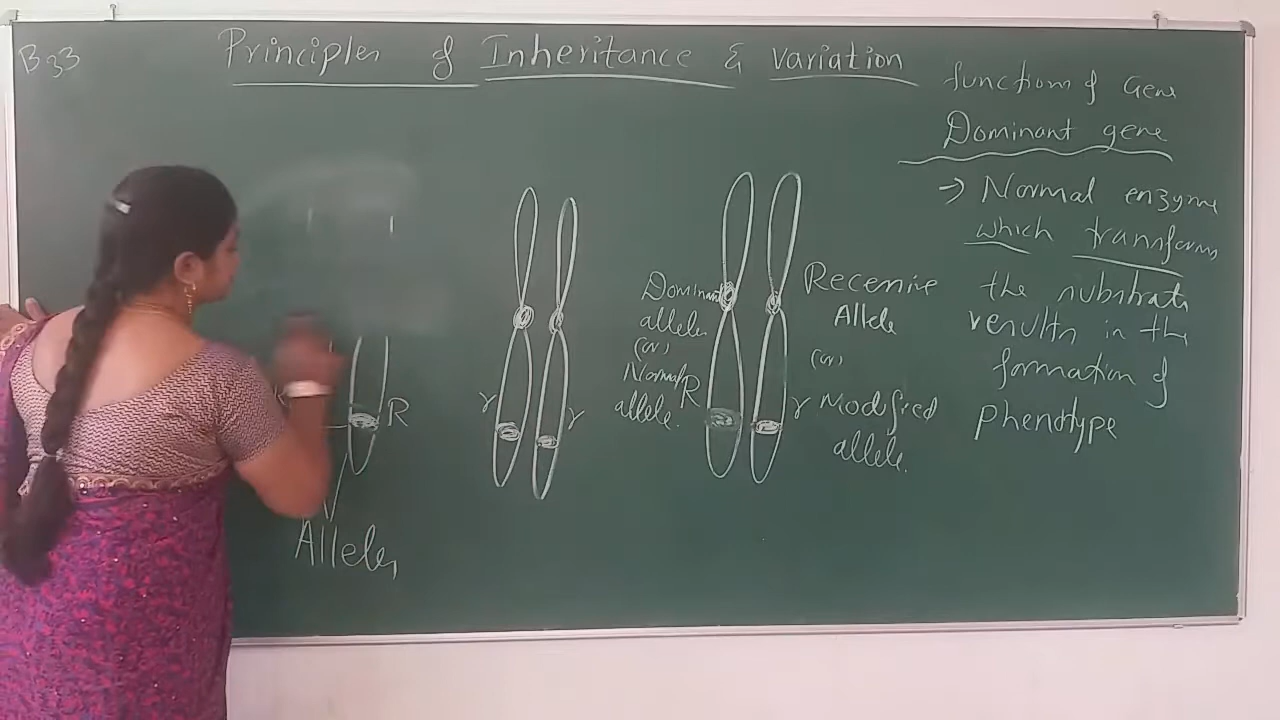 B33
Principles of Inheritance & variation
functions of Gene
Dominant gene
→ Normal enzyme
which transforms
the substrate
results in the
formation of
phenotype
R
Alleles
r
r
Dominant
allele
(or)
Normal
allele.
R
r
Recessive
Allele
(or)
Modified
allele.